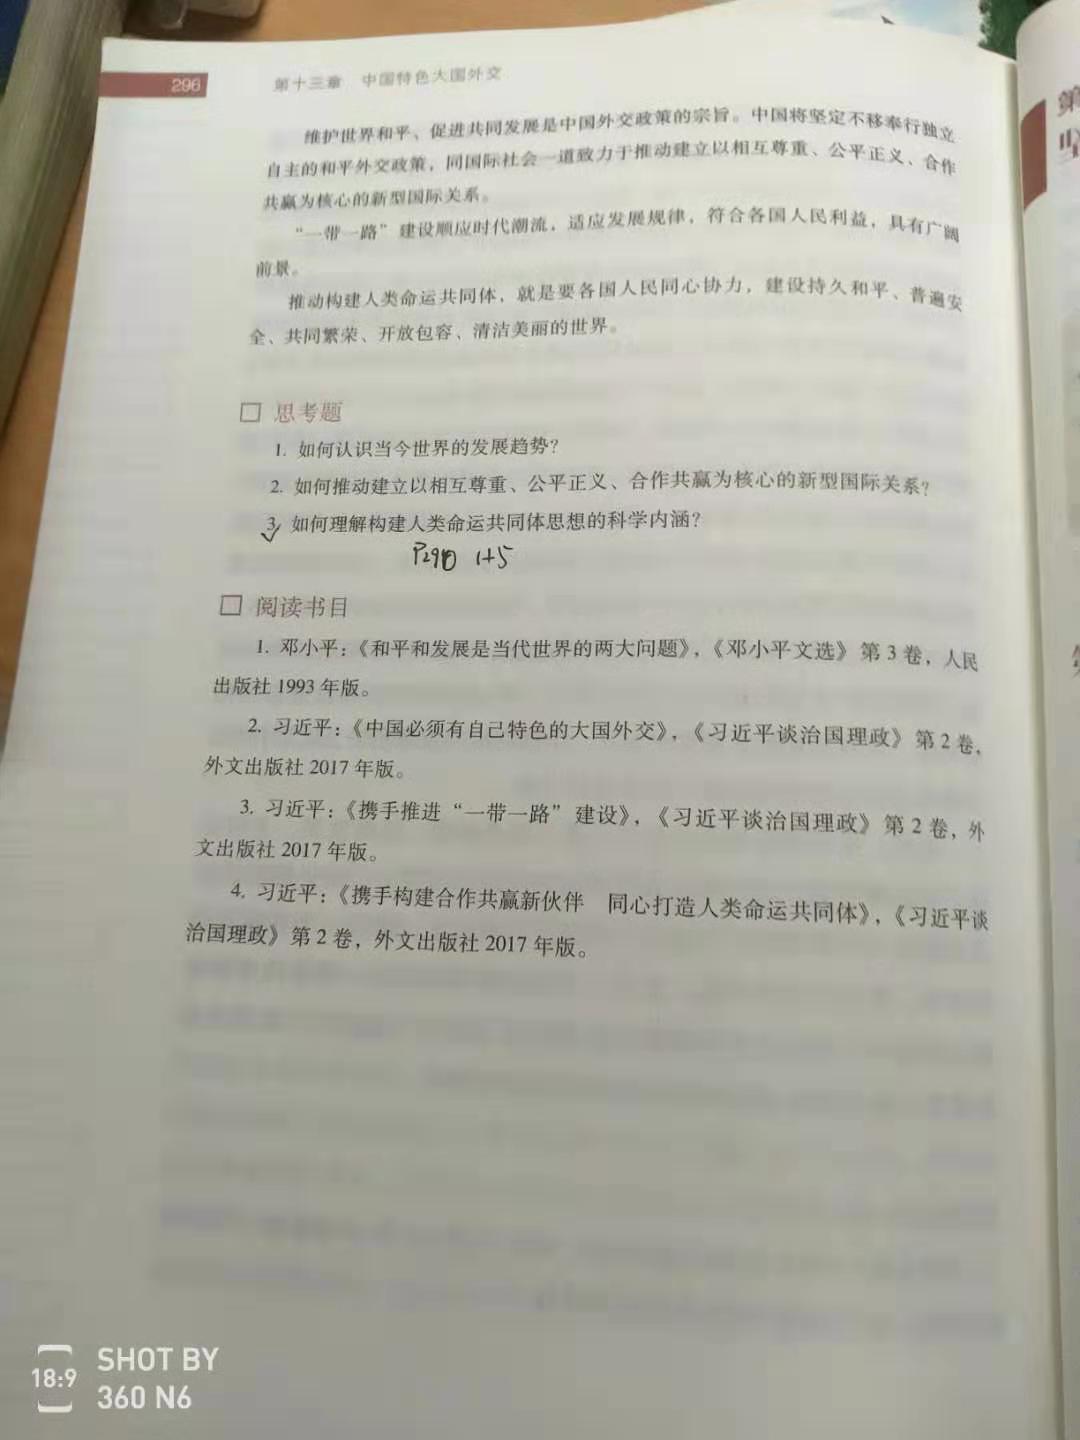 296
第十三章 中国特色大国外交
维护世界和平、促进共同发展是中国外交政策的宗旨。中国将坚定不移奉行独立
自主的和平外交政策，同国际社会一道致力于推动建立以相互尊重、公平正义、合作
共赢为核心的新型国际关系。
“一带一路”建设顺应时代潮流，适应发展规律，符合各国人民利益，具有广阔
前景。
推动构建人类命运共同体，就是要各国人民同心协力，建设持久和平、普遍安
全、共同繁荣、开放包容、清洁美丽的世界。
思考题
1. 如何认识当今世界的发展趋势？
2. 如何推动建立以相互尊重、公平正义、合作共赢为核心的新型国际关系？
3. 如何理解构建人类命运共同体思想的科学内涵？
P290 1+5
阅读书目
1. 邓小平：《和平和发展是当代世界的两大问题》，《邓小平文选》第 3 卷，人民
出版社 1993 年版。
2. 习近平：《中国必须有自己特色的大国外交》，《习近平谈治国理政》第 2 卷，
外文出版社 2017 年版。
3. 习近平：《携手推进“一带一路”建设》，《习近平谈治国理政》第 2 卷，外
文出版社 2017 年版。
4. 习近平：《携手构建合作共赢新伙伴 同心打造人类命运共同体》，《习近平谈
治国理政》第 2 卷，外文出版社 2017 年版。
第
18:9
SHOT BY
360 N6